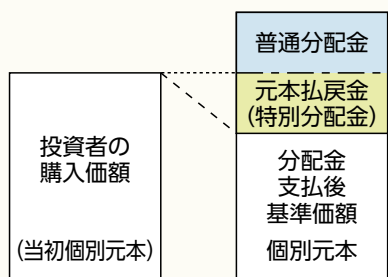 普通分配金
元本払戻金
(特別分配金)
投資者の
購入価額
(当初個別元本)
分配金
支払後
基準価額
個別元本